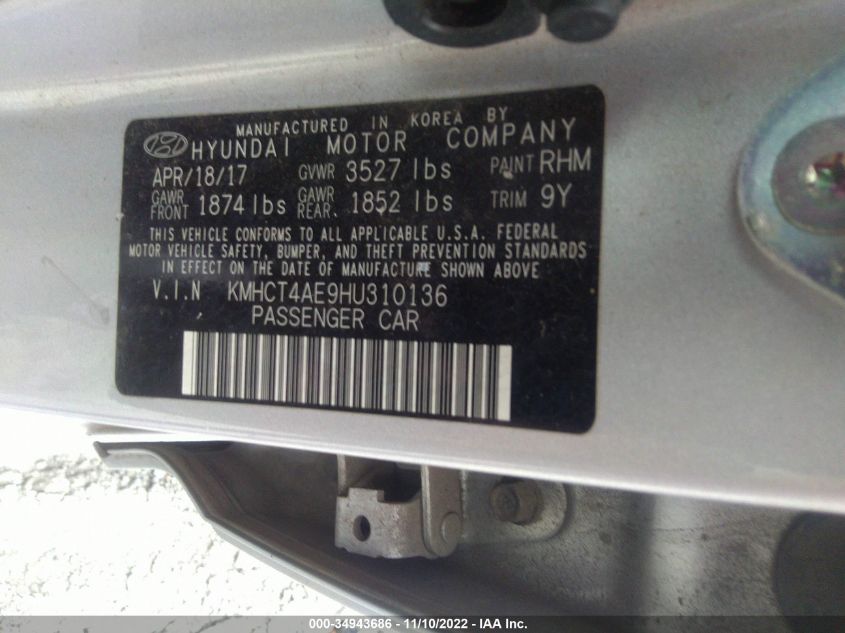 MANUFACTURED IN KOREA BY
HYUNDAI MOTOR COMPANY
APR/18/17 GVWR 3527 lbs PAINT RHM
GAWR FRONT 1874 lbs GAWR REAR. 1852 lbs TRIM 9Y
THIS VEHICLE CONFORMS TO ALL APPLICABLE U.S.A. FEDERAL
MOTOR VEHICLE SAFETY, BUMPER, AND THEFT PREVENTION STANDARDS
IN EFFECT ON THE DATE OF MANUFACTURE SHOWN ABOVE
V.I.N KMHCT4AE9HU310136
PASSENGER CAR
000-34943686 - 11/10/2022 - IAA Inc.